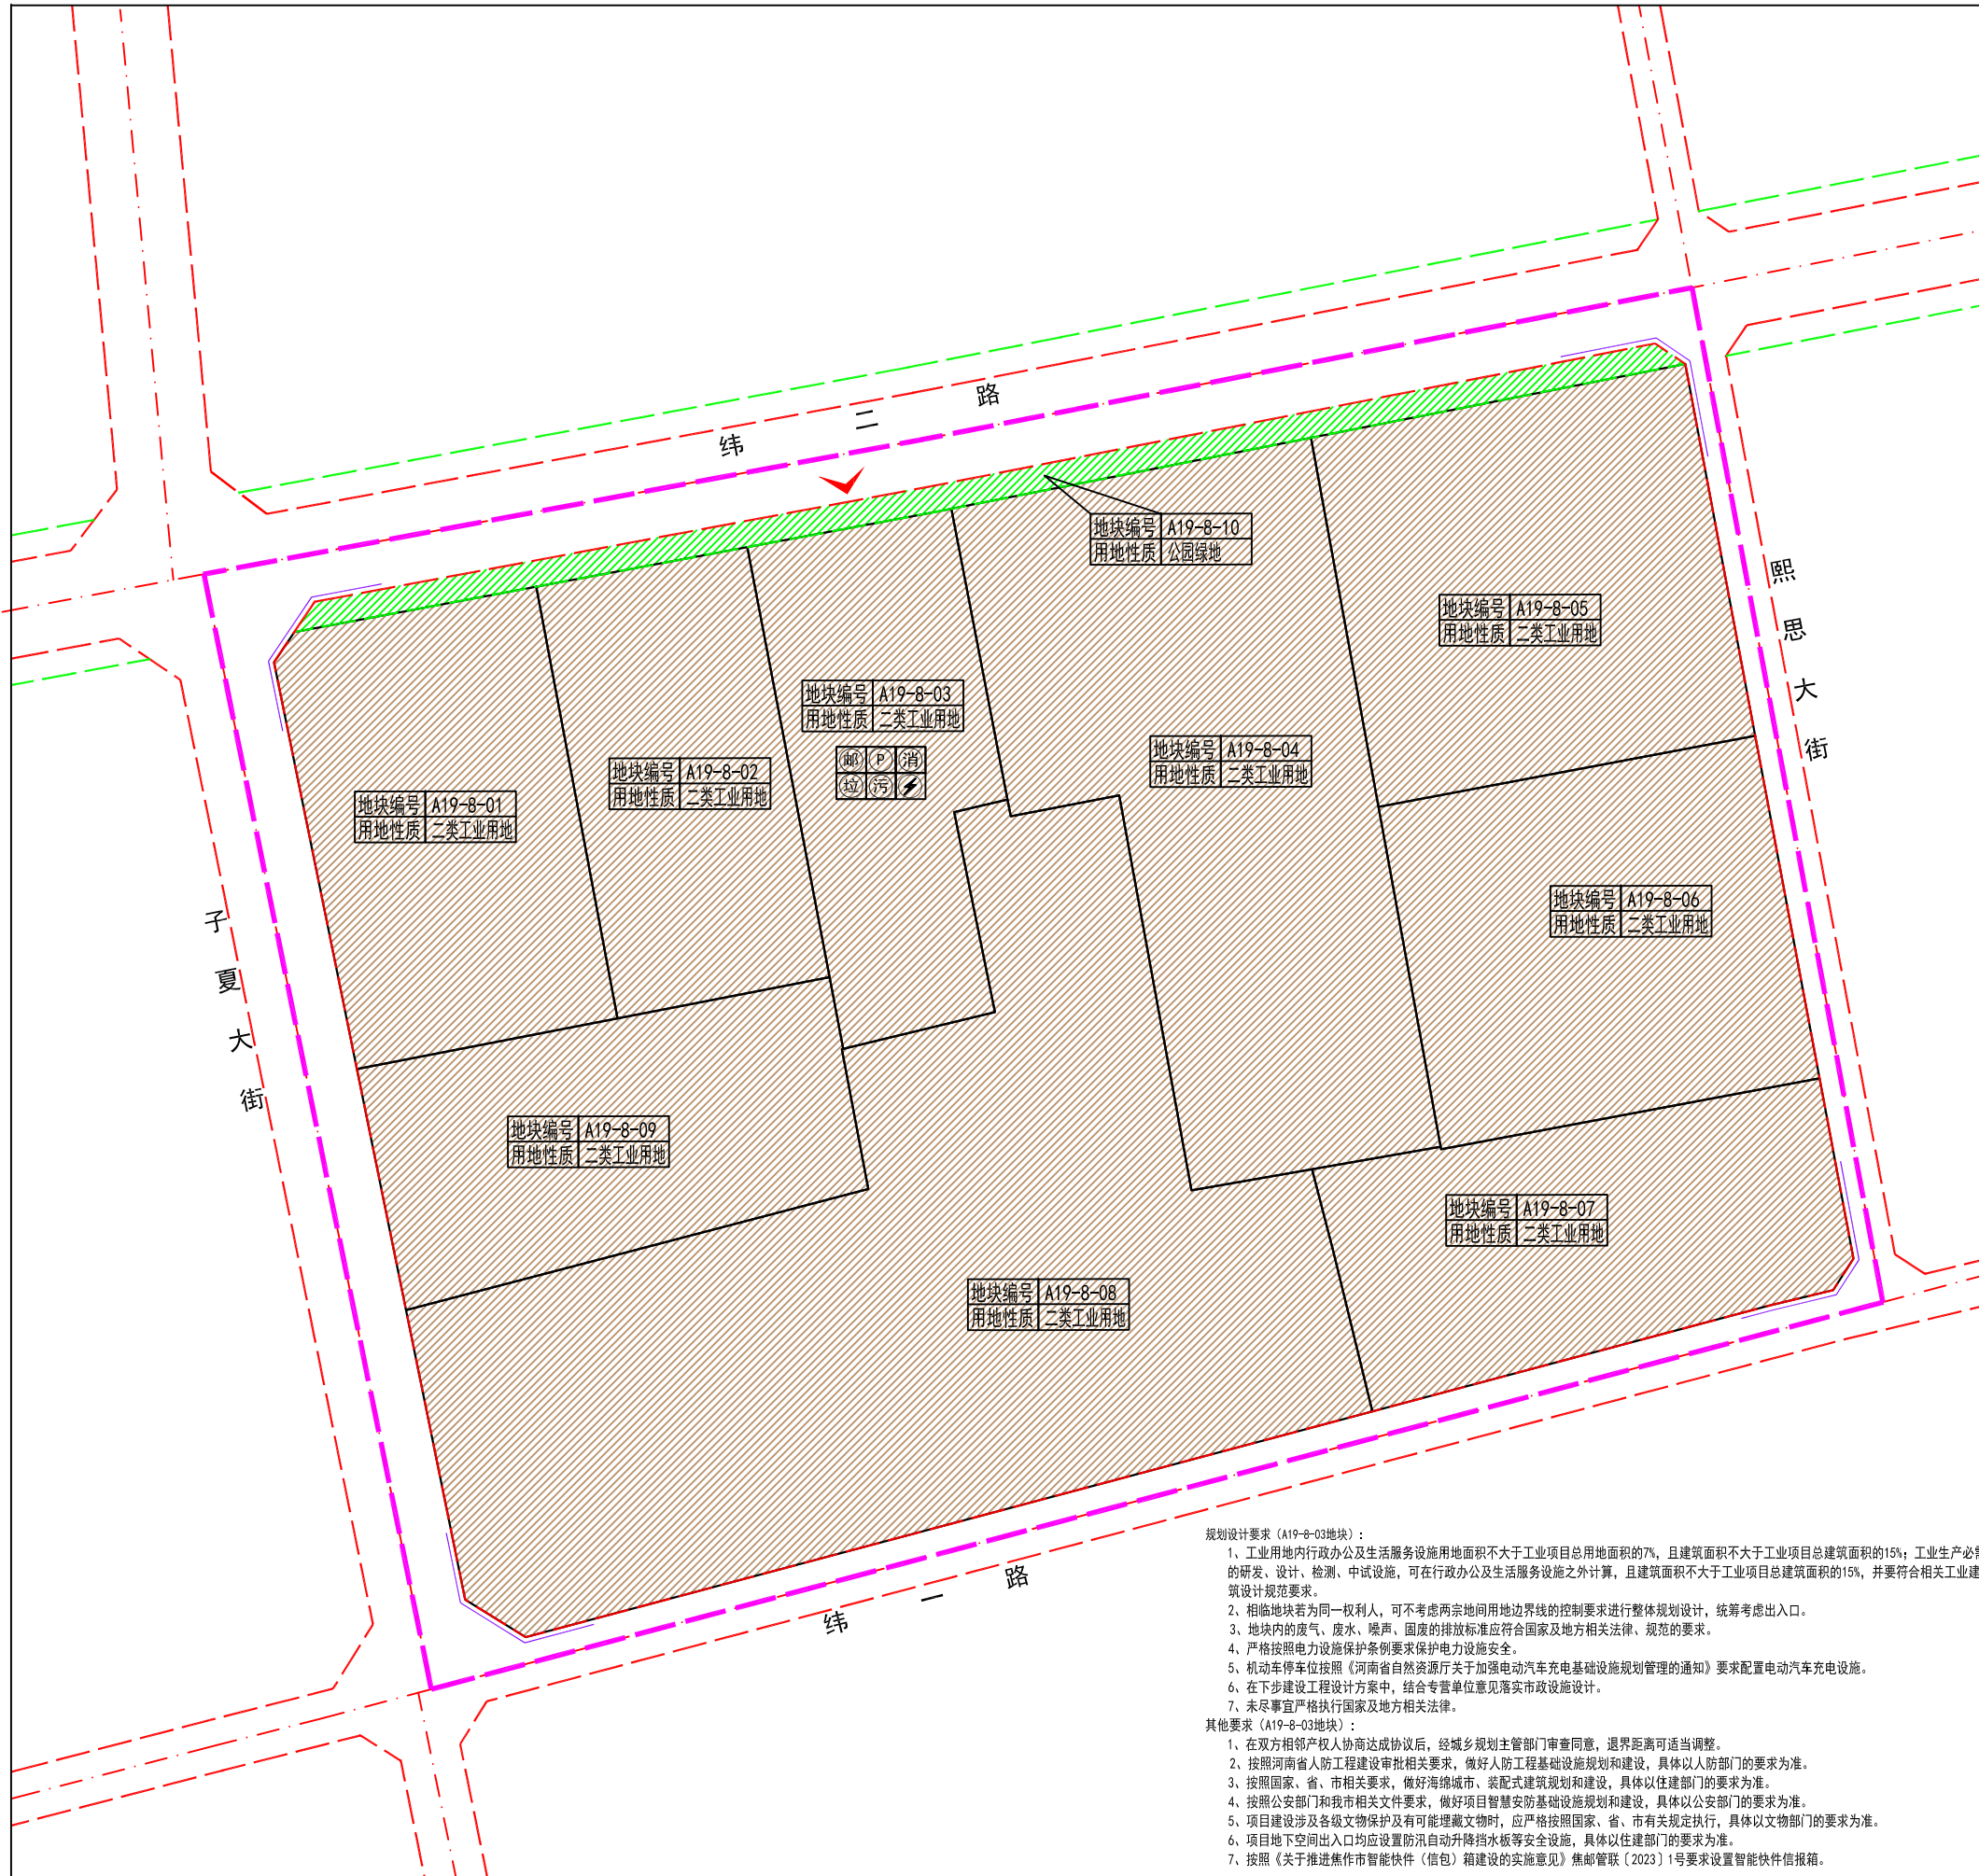 纬二路
地块编号 A19-8-10
用地性质 公园绿地
熙思大街
地块编号 A19-8-05
用地性质 二类工业用地
地块编号 A19-8-03
用地性质 二类工业用地
邮 P 消
垃 污
地块编号 A19-8-04
用地性质 二类工业用地
地块编号 A19-8-02
用地性质 二类工业用地
地块编号 A19-8-01
用地性质 二类工业用地
地块编号 A19-8-06
用地性质 二类工业用地
子夏大街
地块编号 A19-8-09
用地性质 二类工业用地
地块编号 A19-8-07
用地性质 二类工业用地
地块编号 A19-8-08
用地性质 二类工业用地
纬一路
规划设计要求（A19-8-03地块）：
1、工业用地内行政办公及生活服务设施用地面积不大于工业项目总用地面积的7%，且建筑面积不大于工业项目总建筑面积的15%；工业生产必需
的研发、设计、检测、中试设施，可在行政办公及生活服务设施之外计算，且建筑面积不大于工业项目总建筑面积的15%，并要符合相关工业建
筑设计规范要求。
2、相临地块若为同一权利人，可不考虑两宗地间用地边界线的控制要求进行整体规划设计，统筹考虑出入口。
3、地块内的废气、废水、噪声、固废的排放标准应符合国家及地方相关法律、规范的要求。
4、严格按照电力设施保护条例要求保护电力设施安全。
5、机动车停车位按照《河南省自然资源厅关于加强电动汽车充电基础设施规划管理的通知》要求配置电动汽车充电设施。
6、在下步建设工程设计方案中，结合专营单位意见落实市政设施设计。
7、未尽事宜严格执行国家及地方相关法律。
其他要求（A19-8-03地块）：
1、在双方相邻产权人协商达成协议后，经城乡规划主管部门审查同意，退界距离可适当调整。
2、按照河南省人防工程建设审批相关要求，做好人防工程基础设施规划和建设，具体以人防部门的要求为准。
3、按照国家、省、市相关要求，做好海绵城市、装配式建筑规划和建设，具体以住建部门的要求为准。
4、按照公安部门和我市相关文件要求，做好项目智慧安防基础设施规划和建设，具体以公安部门的要求为准。
5、项目建设涉及各级文物保护及有可能埋藏文物时，应严格按照国家、省、市有关规定执行，具体以文物部门的要求为准。
6、项目地下空间出入口均应设置防汛自动升降挡水板等安全设施，具体以住建部门的要求为准。
7、按照《关于推进焦作市智能快件（信包）箱建设的实施意见》焦邮管联〔2023〕1号要求设置智能快件信报箱。